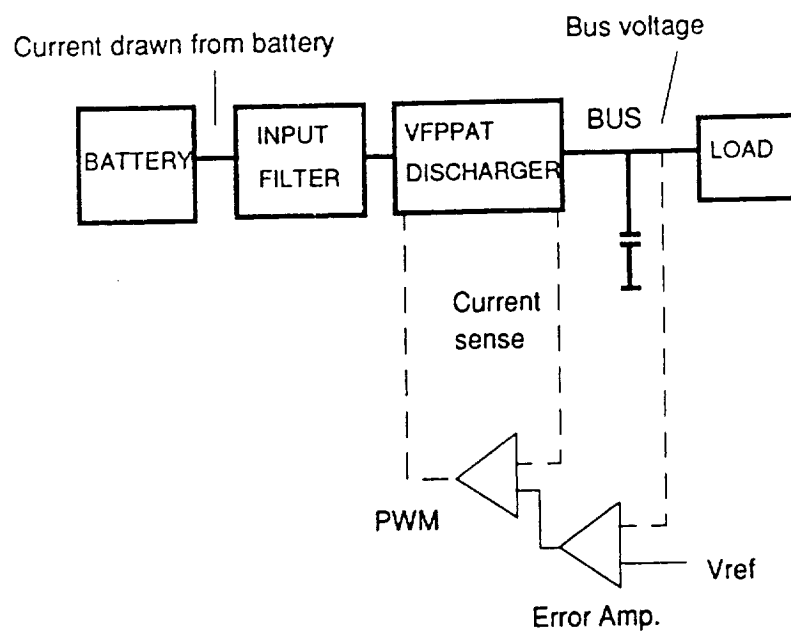 Bus voltage
Current drawn from battery
BATTERY
INPUT
FILTER
VFPPAT
DISCHARGER
BUS
LOAD
Current
sense
PWM
Vref
Error Amp.